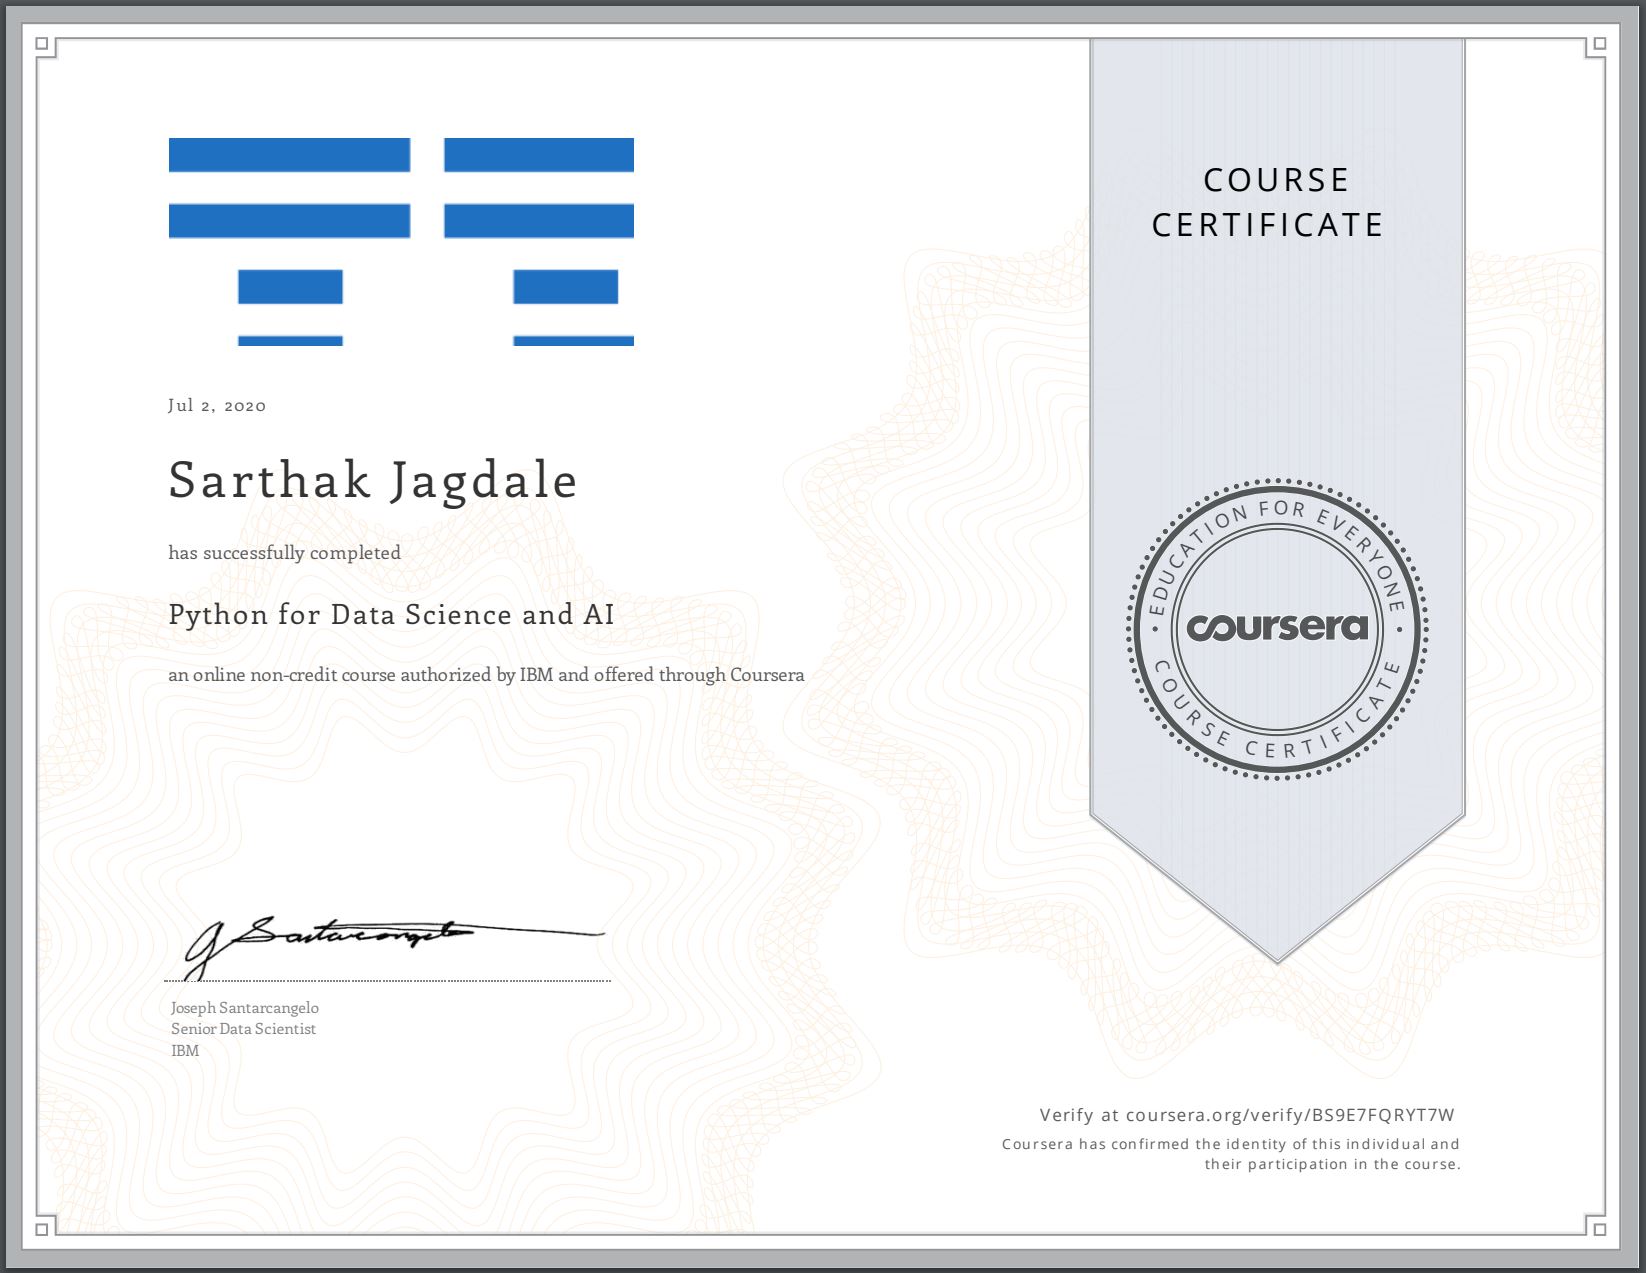 COURSE
CERTIFICATE
Jul 2, 2020
Sarthak Jagdale
has successfully completed
Python for Data Science and AI
an online non-credit course authorized by IBM and offered through Coursera
EDUCATION FOR EVERYONE
coursera
COURSE CERTIFICATE
J Santarcangelo
Joseph Santarcangelo
Senior Data Scientist
IBM
Verify at coursera.org/verify/BS9E7FQRYT7W
Coursera has confirmed the identity of this individual and
their participation in the course.